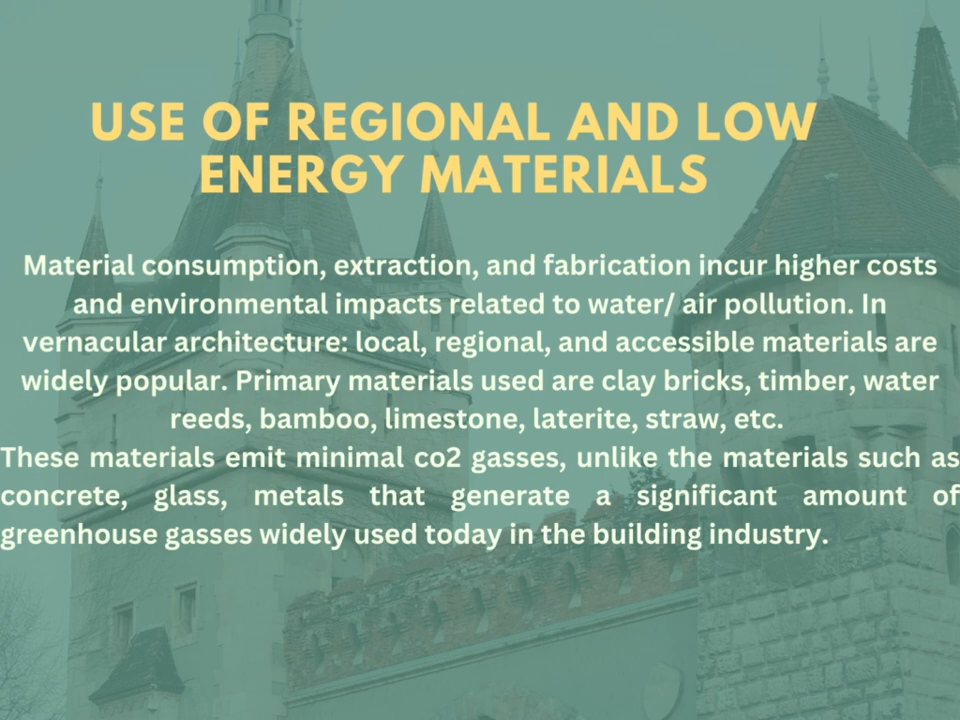 USE OF REGIONAL AND LOW
ENERGY MATERIALS
Material consumption, extraction, and fabrication incur higher costs
and environmental impacts related to water/ air pollution. In
vernacular architecture: local, regional, and accessible materials are
widely popular. Primary materials used are clay bricks, timber, water
reeds, bamboo, limestone, laterite, straw, etc.
These materials emit minimal co2 gasses, unlike the materials such as
concrete, glass, metals that generate a significant amount of
greenhouse gasses widely used today in the building industry.